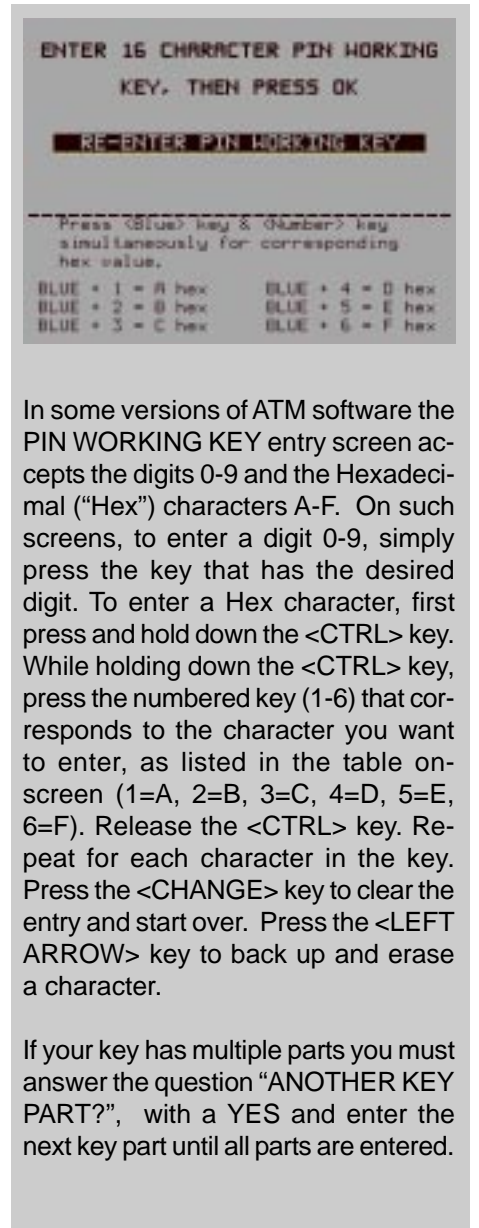 ENTER 16 CHARACTER PIN WORKING
KEY, THEN PRESS OK
RE-ENTER PIN WORKING KEY
Press <Blue> key & <Number> key
simultaneously for corresponding
hex value.
BLUE + 1 = A hex BLUE + 4 = D hex
BLUE + 2 = B hex BLUE + 5 = E hex
BLUE + 3 = C hex BLUE + 6 = F hex
In some versions of ATM software the
PIN WORKING KEY entry screen ac-
cepts the digits 0-9 and the Hexadeci-
mal (“Hex”) characters A-F. On such
screens, to enter a digit 0-9, simply
press the key that has the desired
digit. To enter a Hex character, first
press and hold down the <CTRL> key.
While holding down the <CTRL> key,
press the numbered key (1-6) that cor-
responds to the character you want
to enter, as listed in the table on-
screen (1=A, 2=B, 3=C, 4=D, 5=E,
6=F). Release the <CTRL> key. Re-
peat for each character in the key.
Press the <CHANGE> key to clear the
entry and start over. Press the <LEFT
ARROW> key to back up and erase
a character.
If your key has multiple parts you must
answer the question “ANOTHER KEY
PART?”, with a YES and enter the
next key part until all parts are entered.